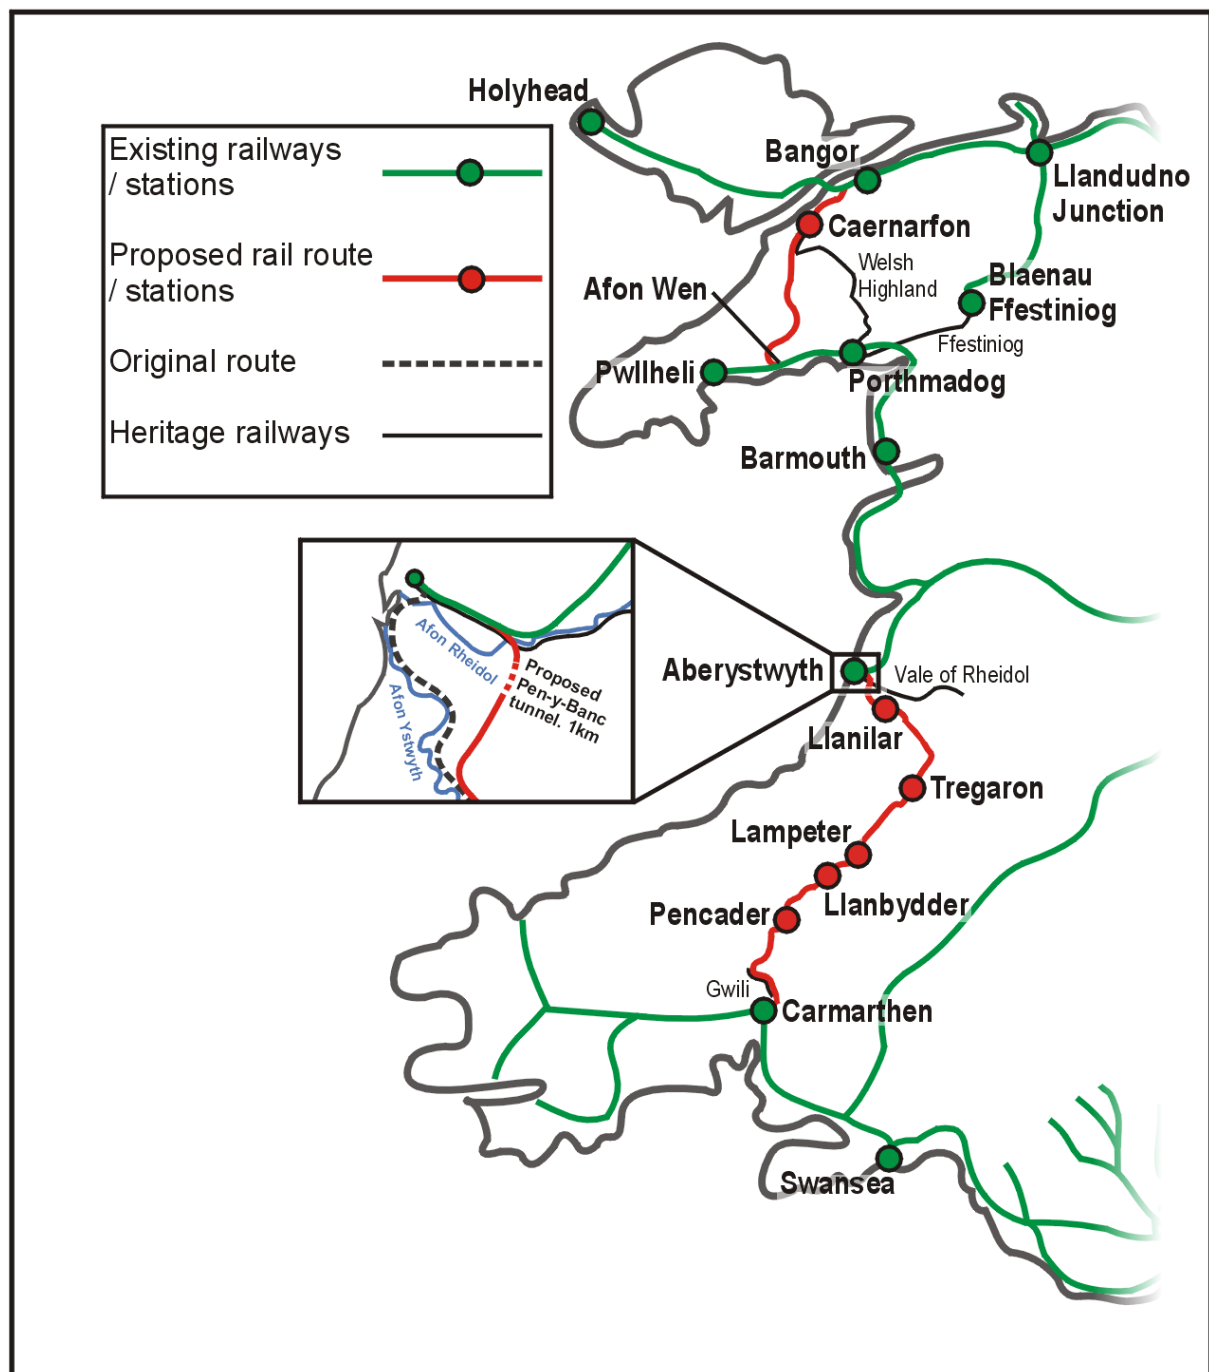 Holyhead
Existing railways
/ stations
Proposed rail route
/ stations
Original route
Heritage railways
Bangor
Llandudno
Junction
Caernarfon
Welsh
Highland
Afon Wen
Blaenau
Ffestiniog
Ffestiniog
Pwllheli
Porthmadog
Barmouth
Afon Rheidol
Afon Ystwyth
Proposed
Pen-y-Banc
tunnel. 1km
Aberystwyth
Vale of Rheidol
Llanilar
Tregaron
Lampeter
Llanbydder
Pencader
Gwili
Carmarthen
Swansea